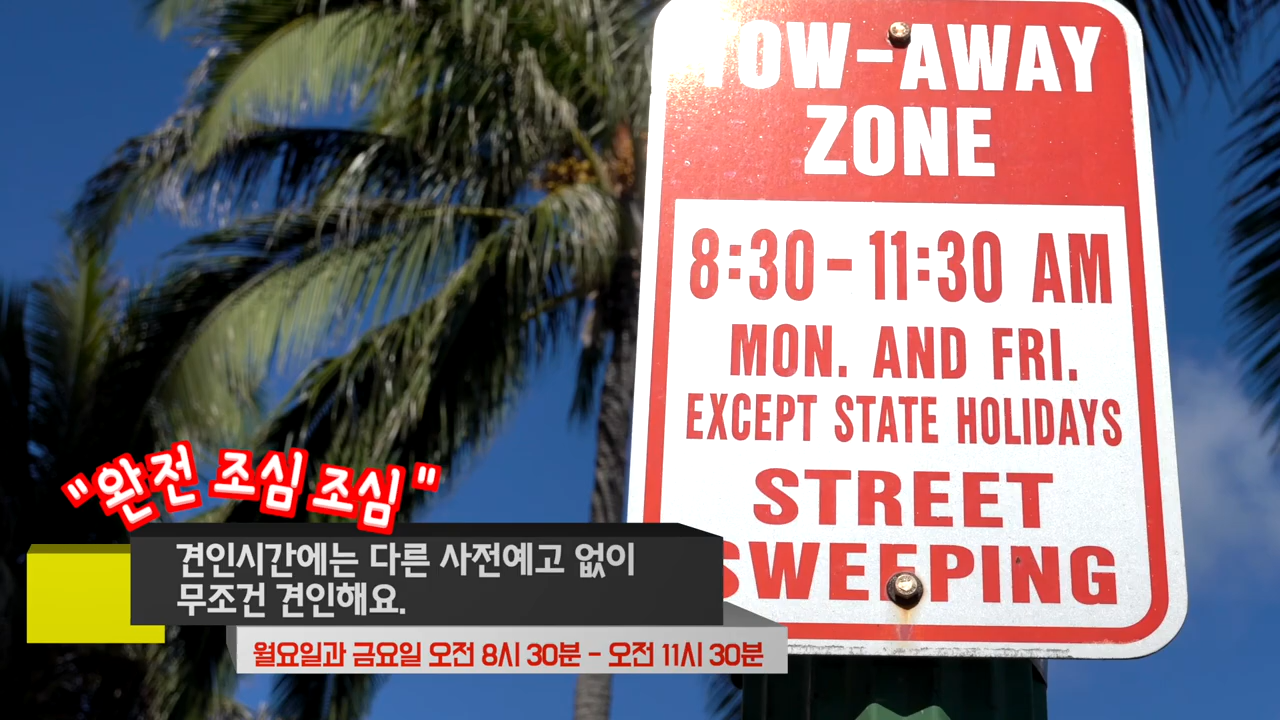 TOW-AWAY
ZONE
8:30-11:30 AM
MON. AND FRI.
EXCEPT STATE HOLIDAYS
STREET
SWEEPING
"완전 조심 조심"
견인시간에는 다른 사전예고 없이
무조건 견인해요.
월요일과 금요일 오전 8시 30분 - 오전 11시 30분